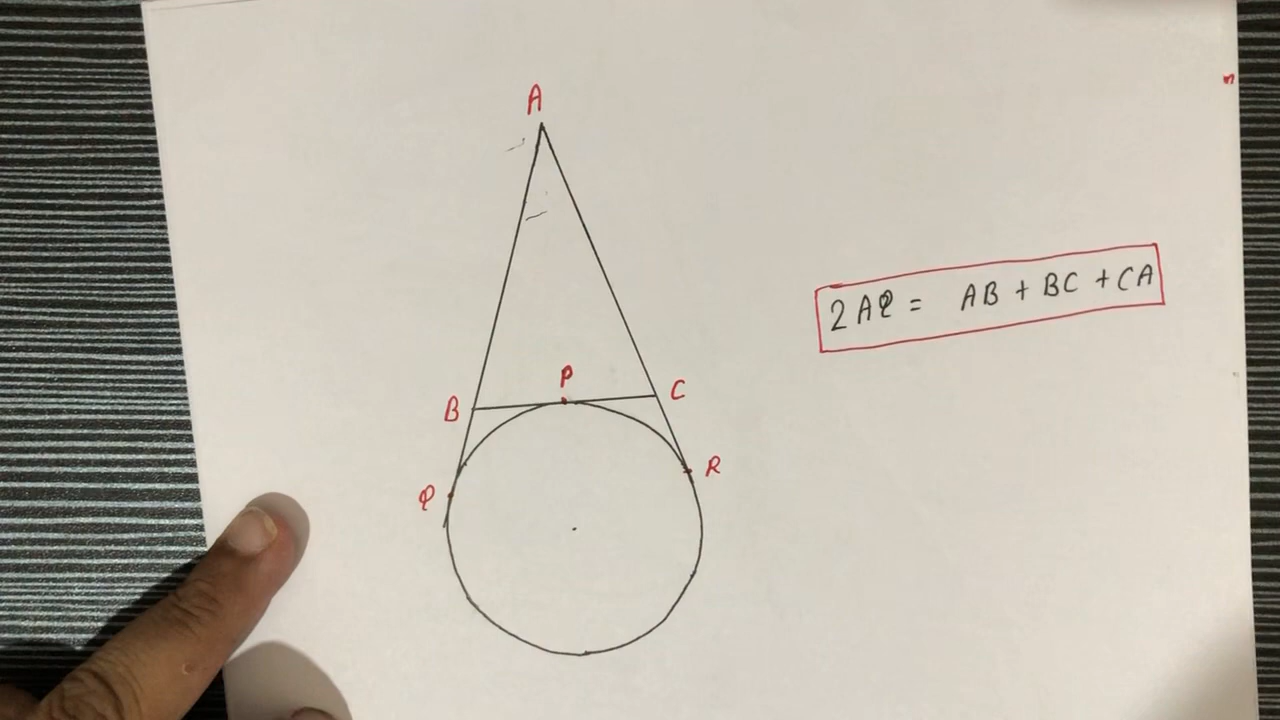 A
2AQ = AB + BC + CA
P
B
C
Q
R